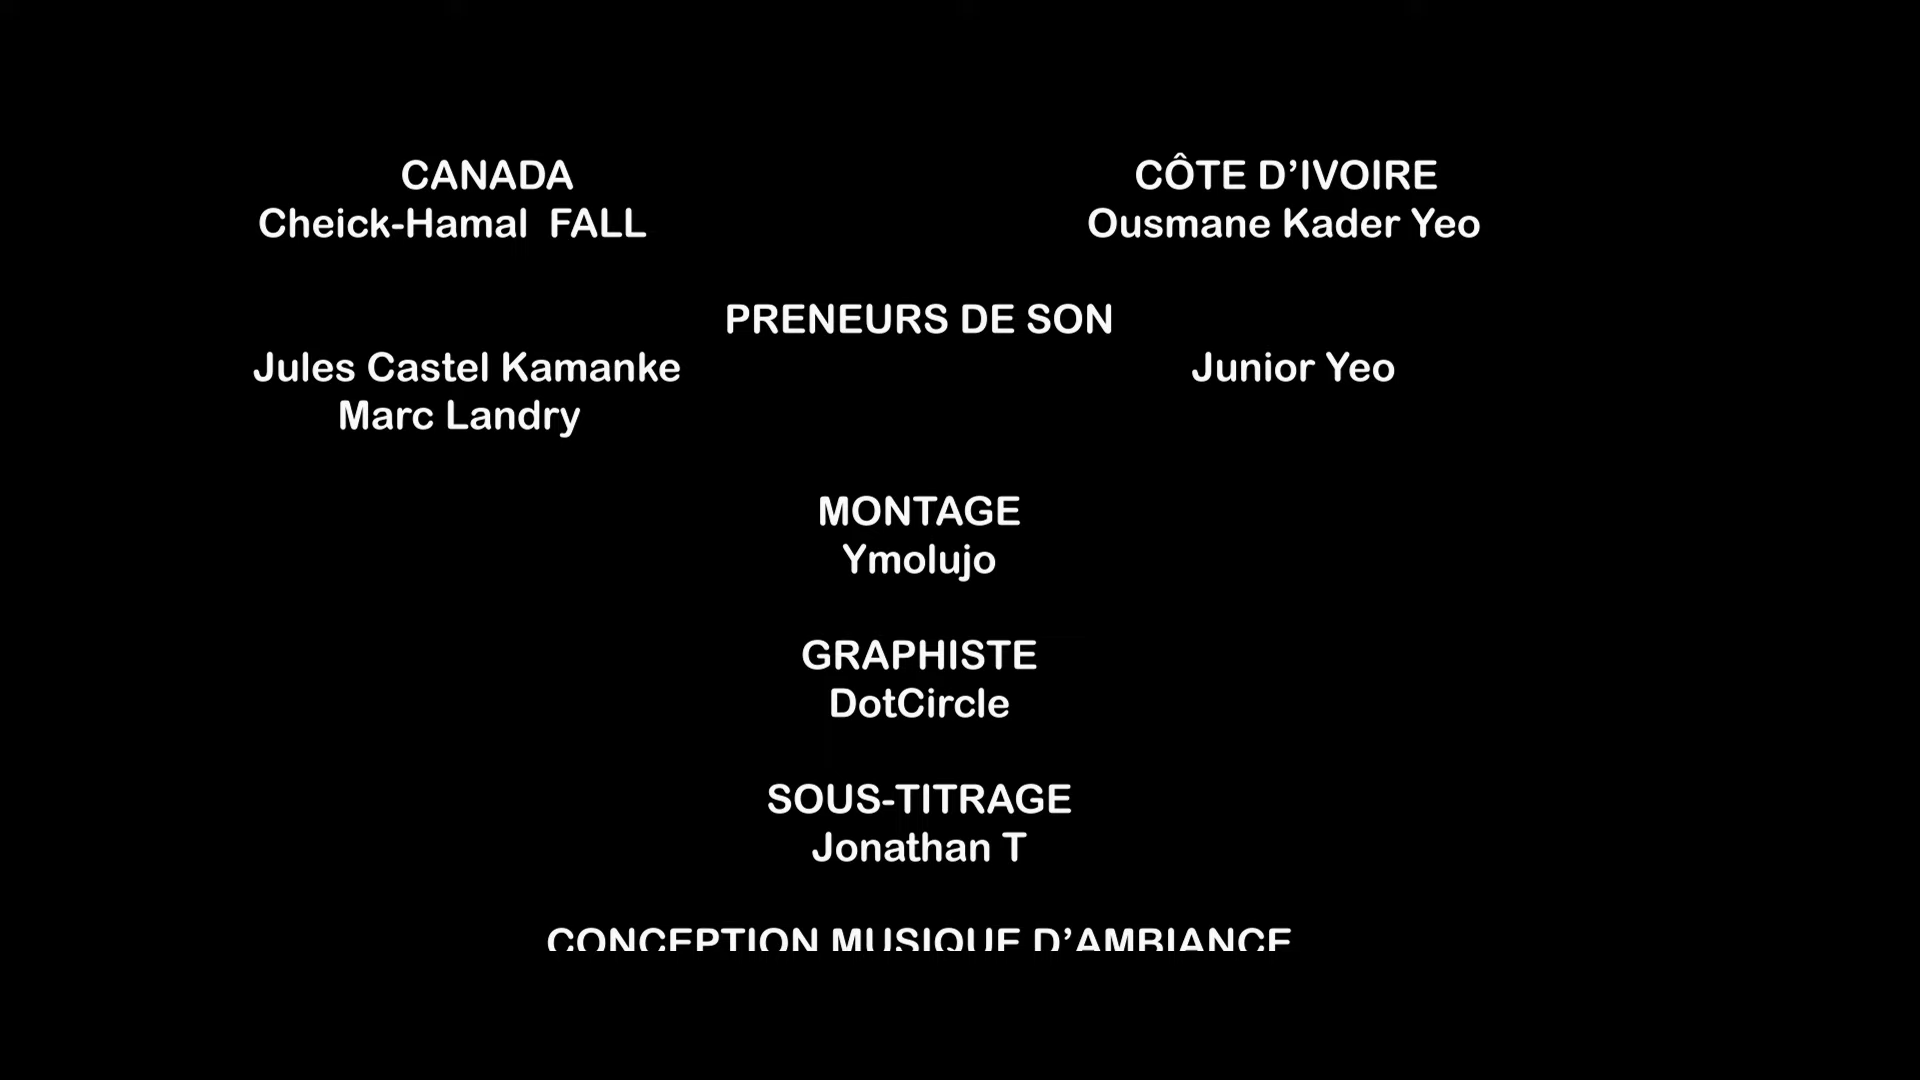 CANADA
CÔTE D’IVOIRE
Cheick-Hamal FALL
Ousmane Kader Yeo
PRENEURS DE SON
Jules Castel Kamanke
Junior Yeo
Marc Landry
MONTAGE
Ymolujo
GRAPHISTE
DotCircle
SOUS-TITRAGE
Jonathan T
CONCEPTION MUSIQUE D’AMBIANCE